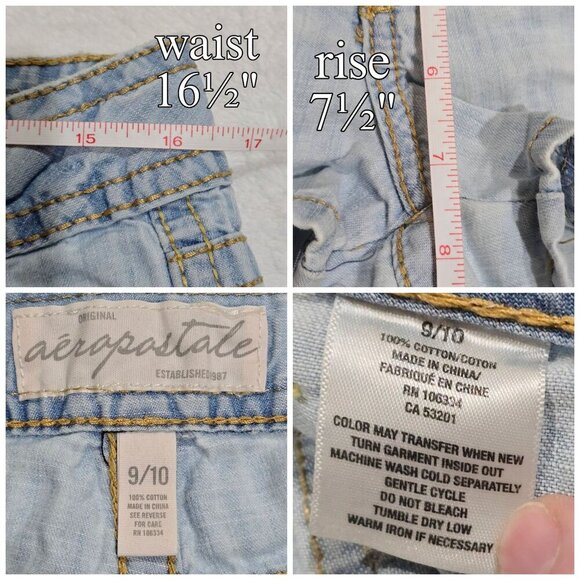 waist
16½"
15 16 17
rise
7½"
6
7
8
ORIGINAL
aéropostale
ESTABLISHED 1987
9/10
100% COTTON
MADE IN CHINA
SEE REVERSE
FOR CARE
RN 106334
9/10
100% COTTON/COTON
MADE IN CHINA/
FABRIQUÉ EN CHINE
RN 106334
CA 53201
COLOR MAY TRANSFER WHEN NEW
TURN GARMENT INSIDE OUT
MACHINE WASH COLD SEPARATELY
GENTLE CYCLE
DO NOT BLEACH
TUMBLE DRY LOW
WARM IRON IF NECESSARY